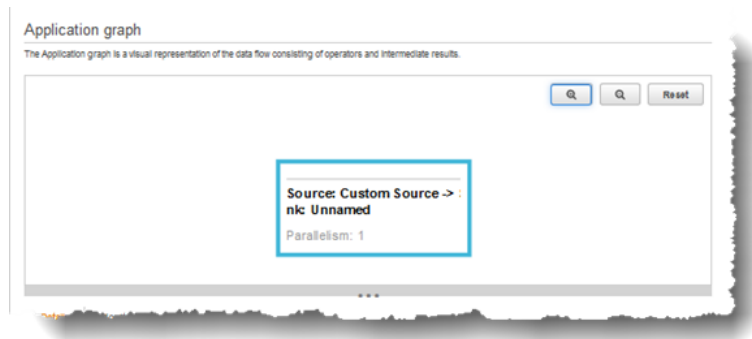 Application graph
The Application graph is a visual representation of the data flow consisting of operators and intermediate results.
Reset
Source: Custom Source ->
nk: Unnamed
Parallelism: 1